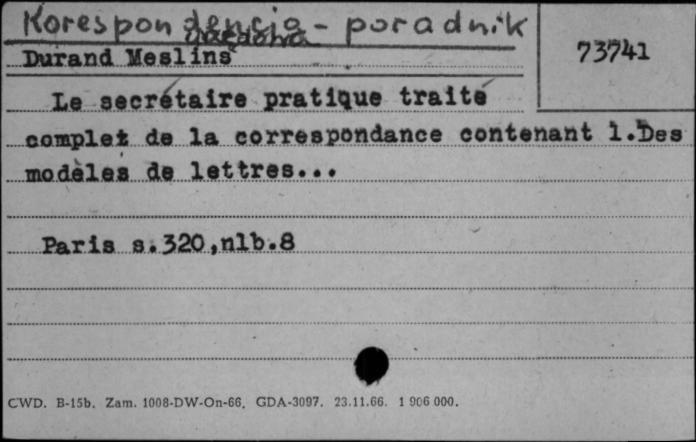 Korespondencja - poradnik
73741
Durand Meslins
Le secrétaire pratique traité
complet de la correspondance contenant 1.Des
modèles de lettres...
Paris s.320,nlb.8
CWD. B-15b. Zam. 1008-DW-On-66. GDA-3097. 23.11.66. 1 906 000.